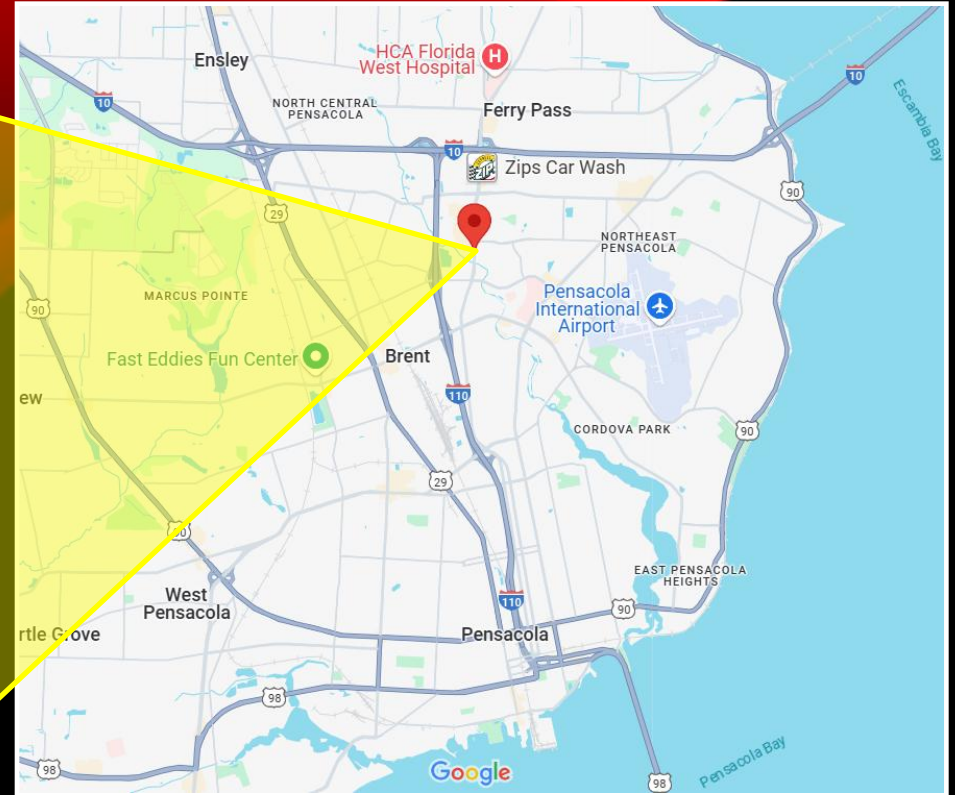 Ensley
HCA Florida
West Hospital
H
10
10
NORTH CENTRAL
PENSACOLA
Ferry Pass
Escambia
Bay
10
ZIPS
Zips Car Wash
90
29
NORTHEAST
PENSACOLA
MARCUS POINTE
Pensacola
International
Airport
90
Fast Eddies Fun Center
Brent
ew
110
CORDOVA PARK
90
29
90
EAST PENSACOLA
HEIGHTS
West
Pensacola
110
90
rtle Grove
Pensacola
98
98
Google
Pensacola Bay
98